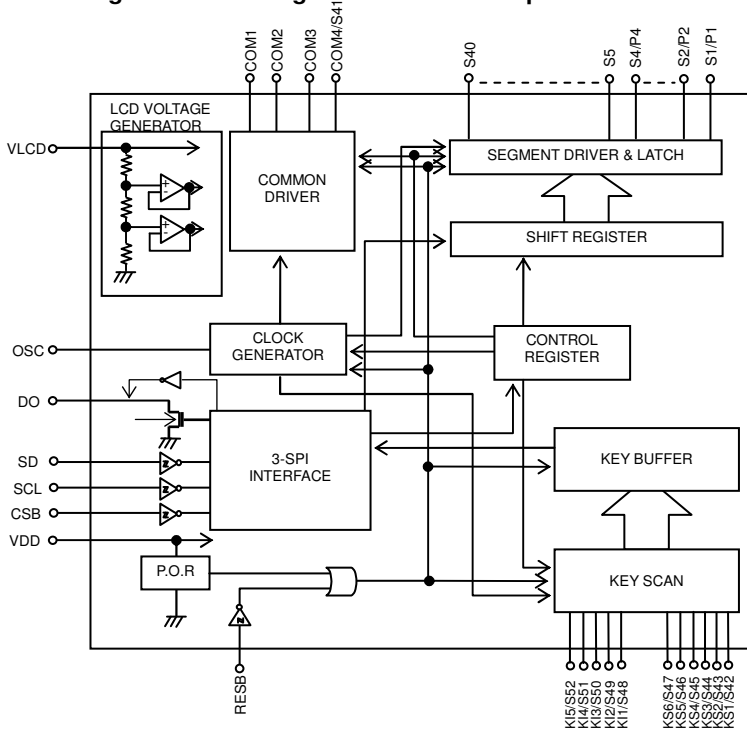 COM1
COM2
COM3
COM4/S41
S40
S5
S4/P4
S2/P2
S1/P1
LCD VOLTAGE
GENERATOR
VLCD
COMMON
DRIVER
SEGMENT DRIVER & LATCH
SHIFT REGISTER
OSC
CLOCK
GENERATOR
CONTROL
REGISTER
DO
SD
SCL
CSB
VDD
3-SPI
INTERFACE
KEY BUFFER
P.O.R
KEY SCAN
RESB
KI5/S52
KI4/S51
KI3/S50
KI2/S49
KI1/S48
KS6/S47
KS5/S46
KS4/S45
KS3/S44
KS2/S43
KS1/S42